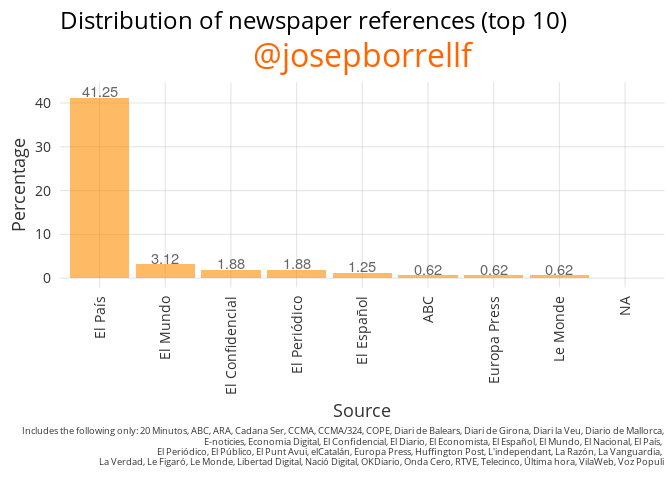 Distribution of newspaper references (top 10)
@josepborrellf
Percentage
40
30
20
10
0
41.25
3.12
1.88
1.88
1.25
0.62
0.62
0.62
El País
El Mundo
El Confidencial
El Periódico
El Español
ABC
Europa Press
Le Monde
NA
Source
Includes the following only: 20 Minutos, ABC, ARA, Cadana Ser, CCMA, CCMA/324, COPE, Diari de Balears, Diari de Girona, Diari la Veu, Diario de Mallorca,
E-noticies, Economia Digital, El Confidencial, El Diario, El Economista, El Español, El Mundo, El Nacional, El País,
El Periódico, El Público, El Punt Avui, elCatalán, Europa Press, Huffington Post, L'independant, La Razón, La Vanguardia,
La Verdad, Le Figaró, Le Monde, Libertad Digital, Nació Digital, OKDiario, Onda Cero, RTVE, Telecinco, Última hora, VilaWeb, Voz Populi